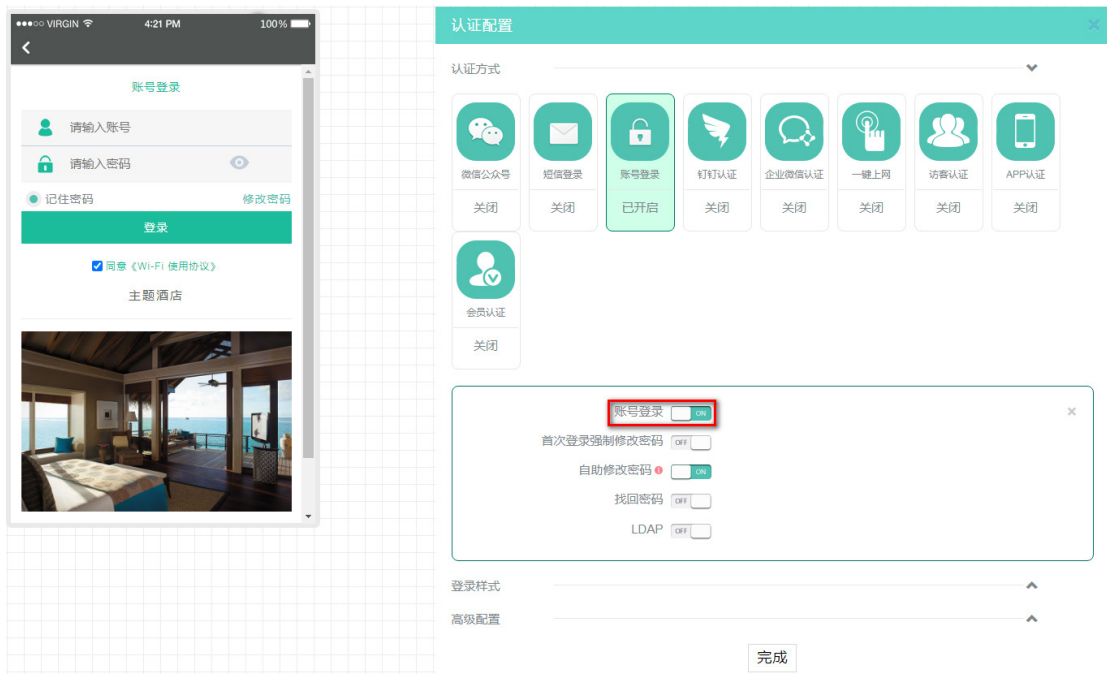 VIRGIN 4:21 PM 100%
账号登录
请输入账号
请输入密码
记住密码 修改密码
登录
同意《Wi-Fi 使用协议》
主题酒店
认证配置
认证方式
微信公众号 短信登录 账号登录 钉钉认证 企业微信认证 一键上网 访客认证 APP认证
关闭 关闭 已开启 关闭 关闭 关闭 关闭 关闭
会员认证
关闭
账号登录 ON
首次登录强制修改密码 OFF
自助修改密码 ON
找回密码 OFF
LDAP OFF
登录样式
高级配置
完成